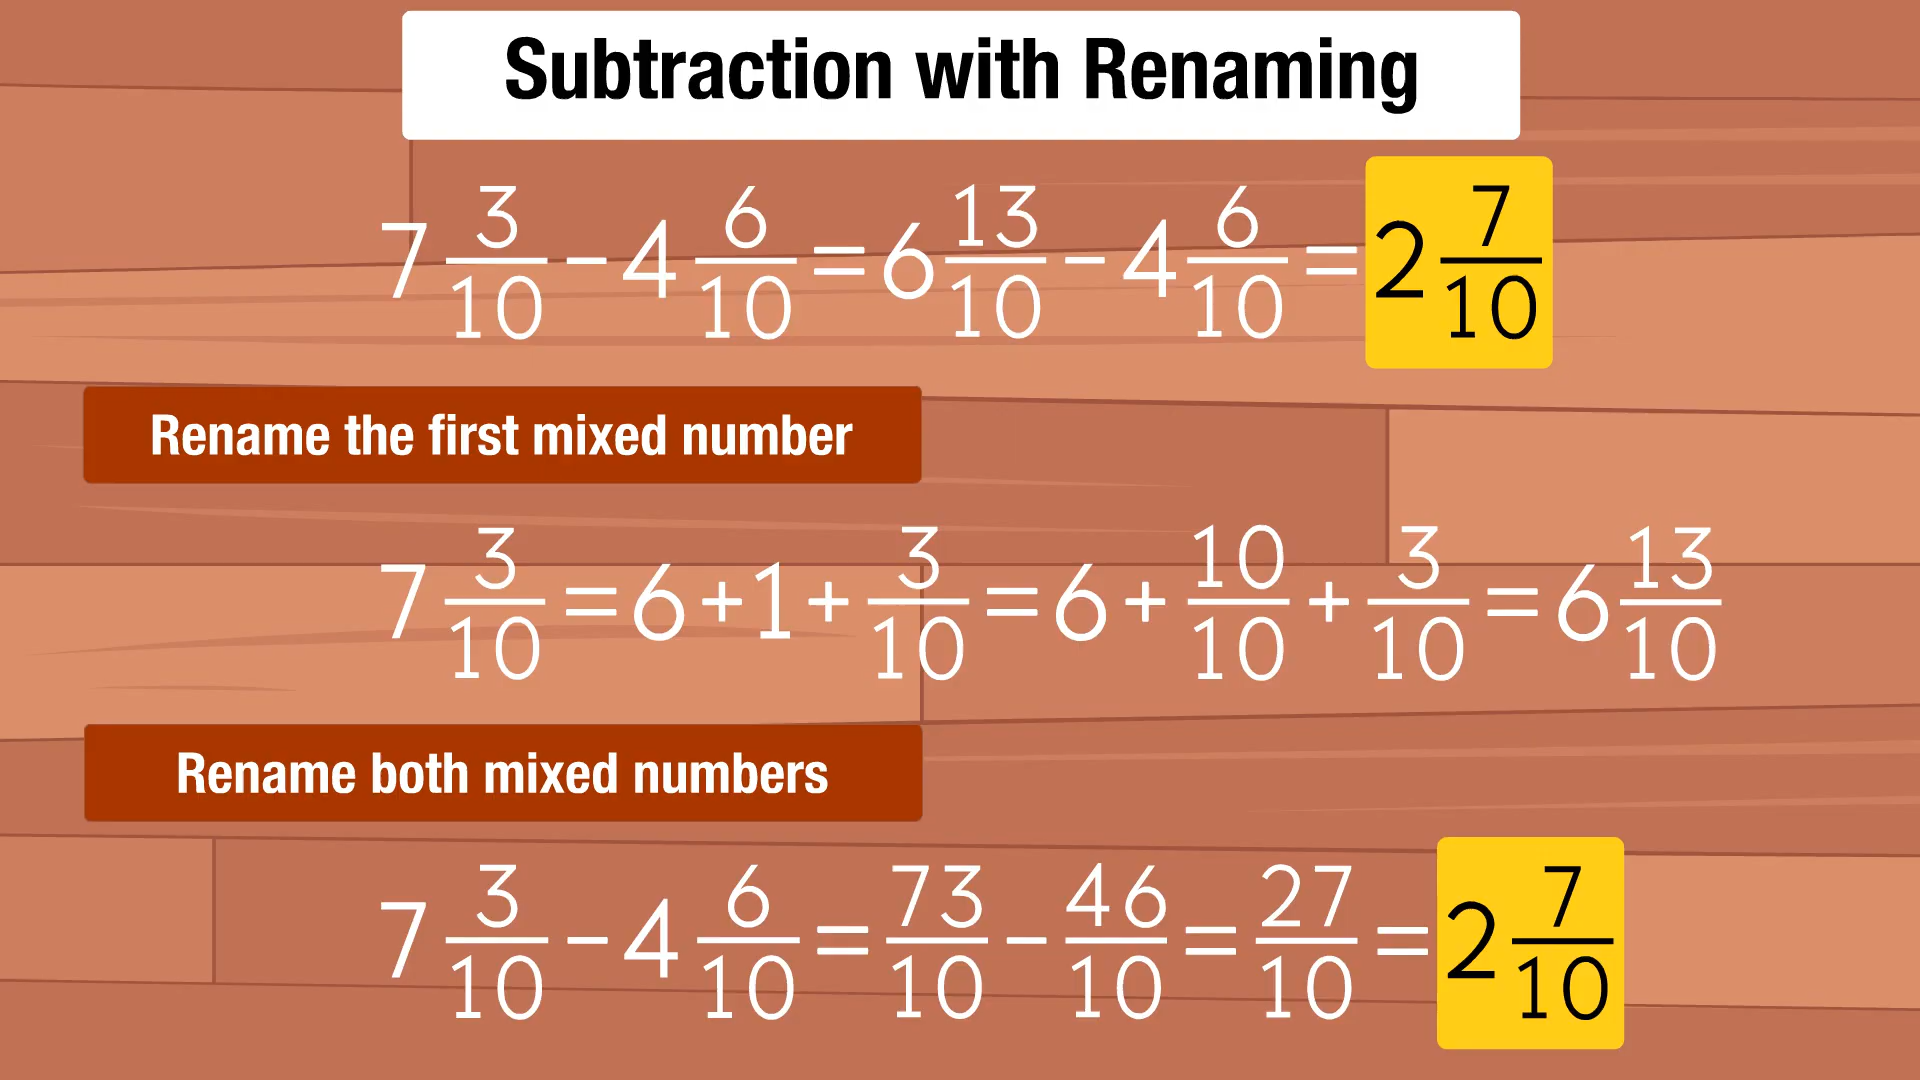 Subtraction with Renaming
7 3/10 - 4 6/10 = 6 13/10 - 4 6/10 = 2 7/10
Rename the first mixed number
7 3/10 = 6 + 1 + 3/10 = 6 + 10/10 + 3/10 = 6 13/10
Rename both mixed numbers
7 3/10 - 4 6/10 = 73/10 - 46/10 = 27/10 = 2 7/10